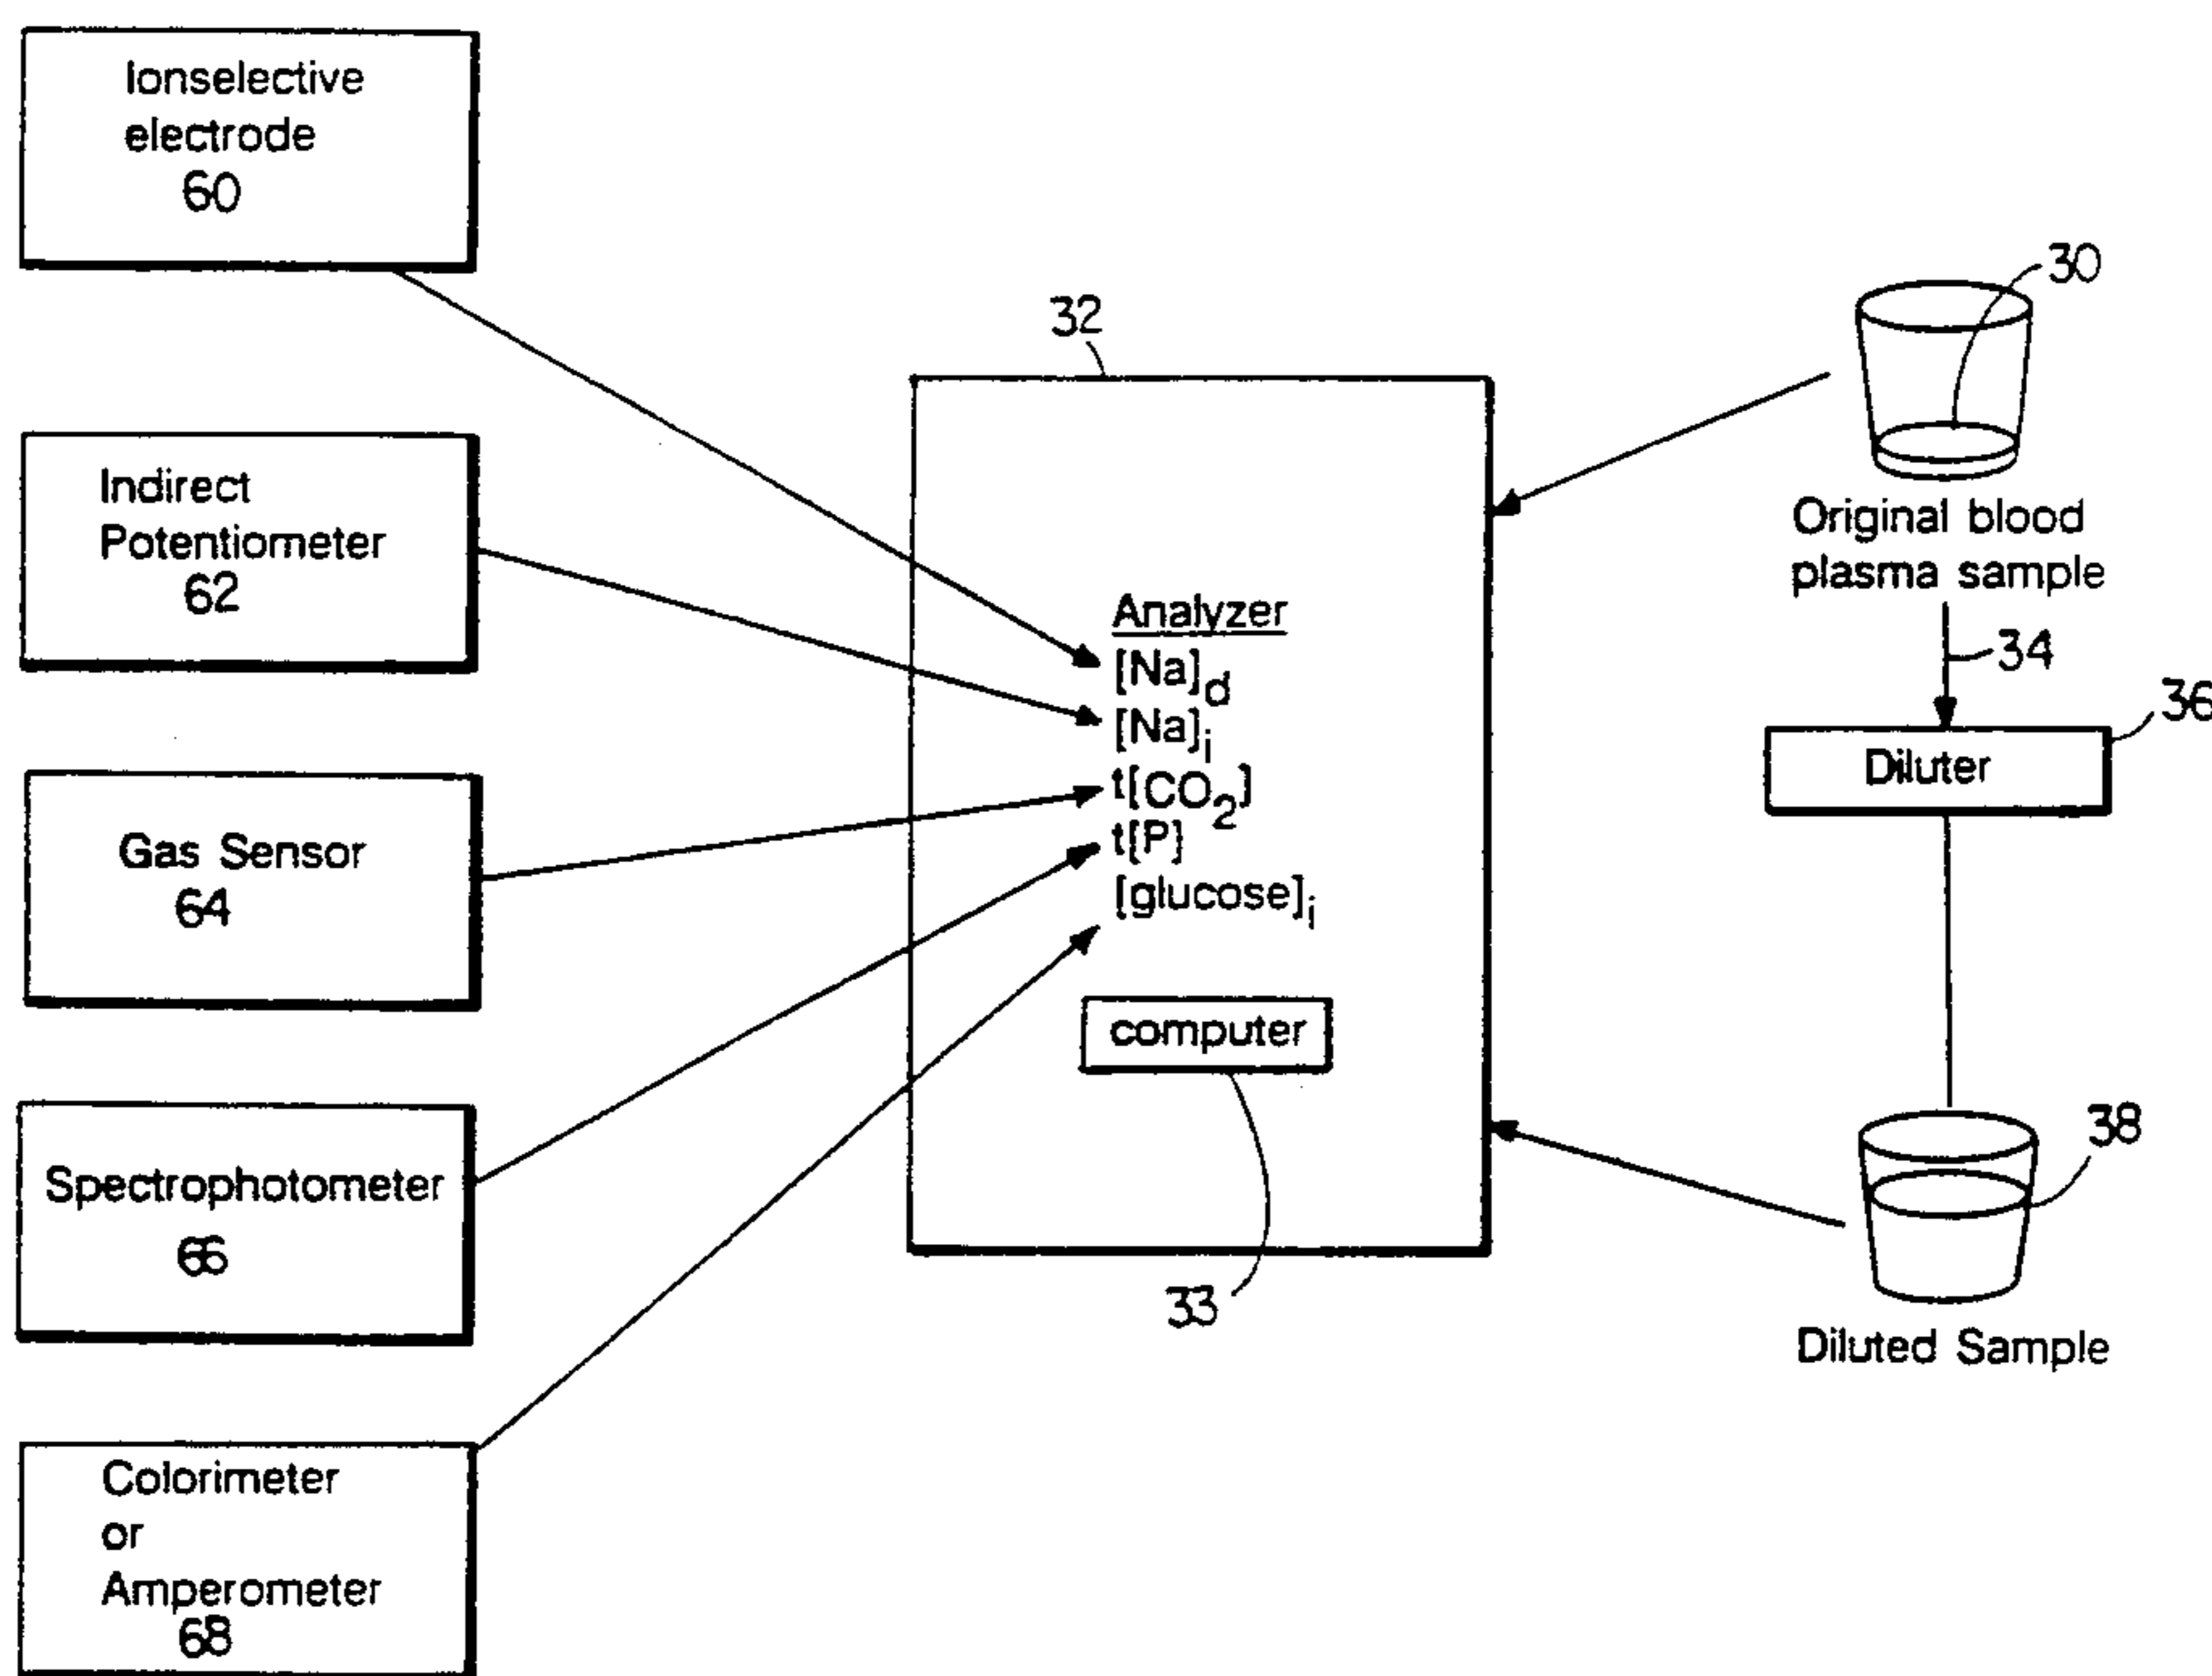 Ionselective
electrode
60
Indirect
Potentiometer
62
Gas Sensor
64
Spectrophotometer
66
Colorimeter
or
Amperometer
68
32
Analyzer
[Na]d
[Na]i
t[CO2]
t[P]
[glucose]i
computer
33
30
Original blood
plasma sample
34
36
Diluter
38
Diluted Sample